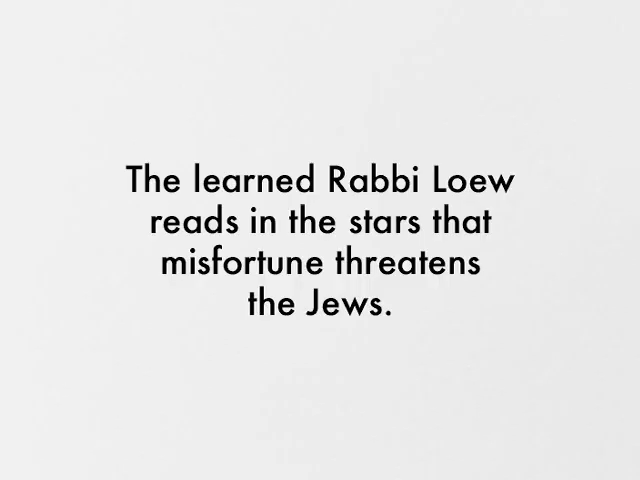 The learned Rabbi Loew
reads in the stars that
misfortune threatens
the Jews.